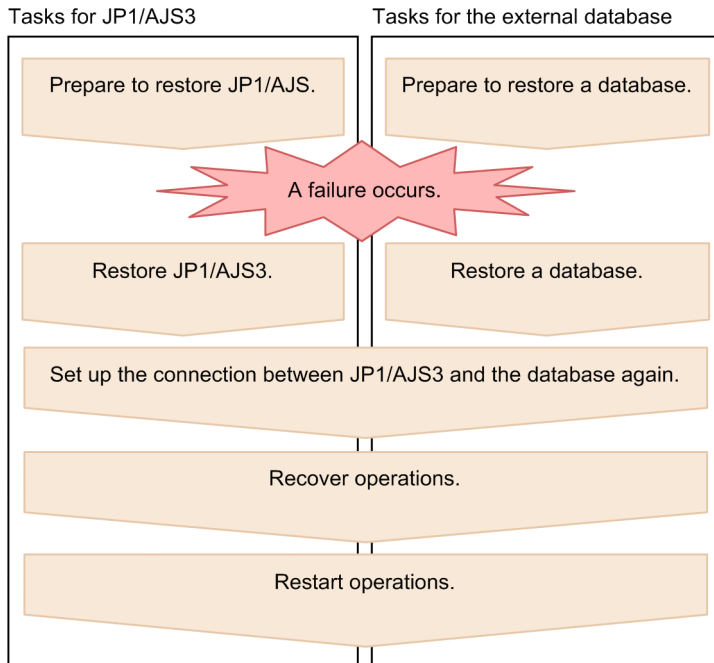 Tasks for JP1/AJS3
Tasks for the external database
Prepare to restore JP1/AJS.
Prepare to restore a database.
A failure occurs.
Restore JP1/AJS3.
Restore a database.
Set up the connection between JP1/AJS3 and the database again.
Recover operations.
Restart operations.